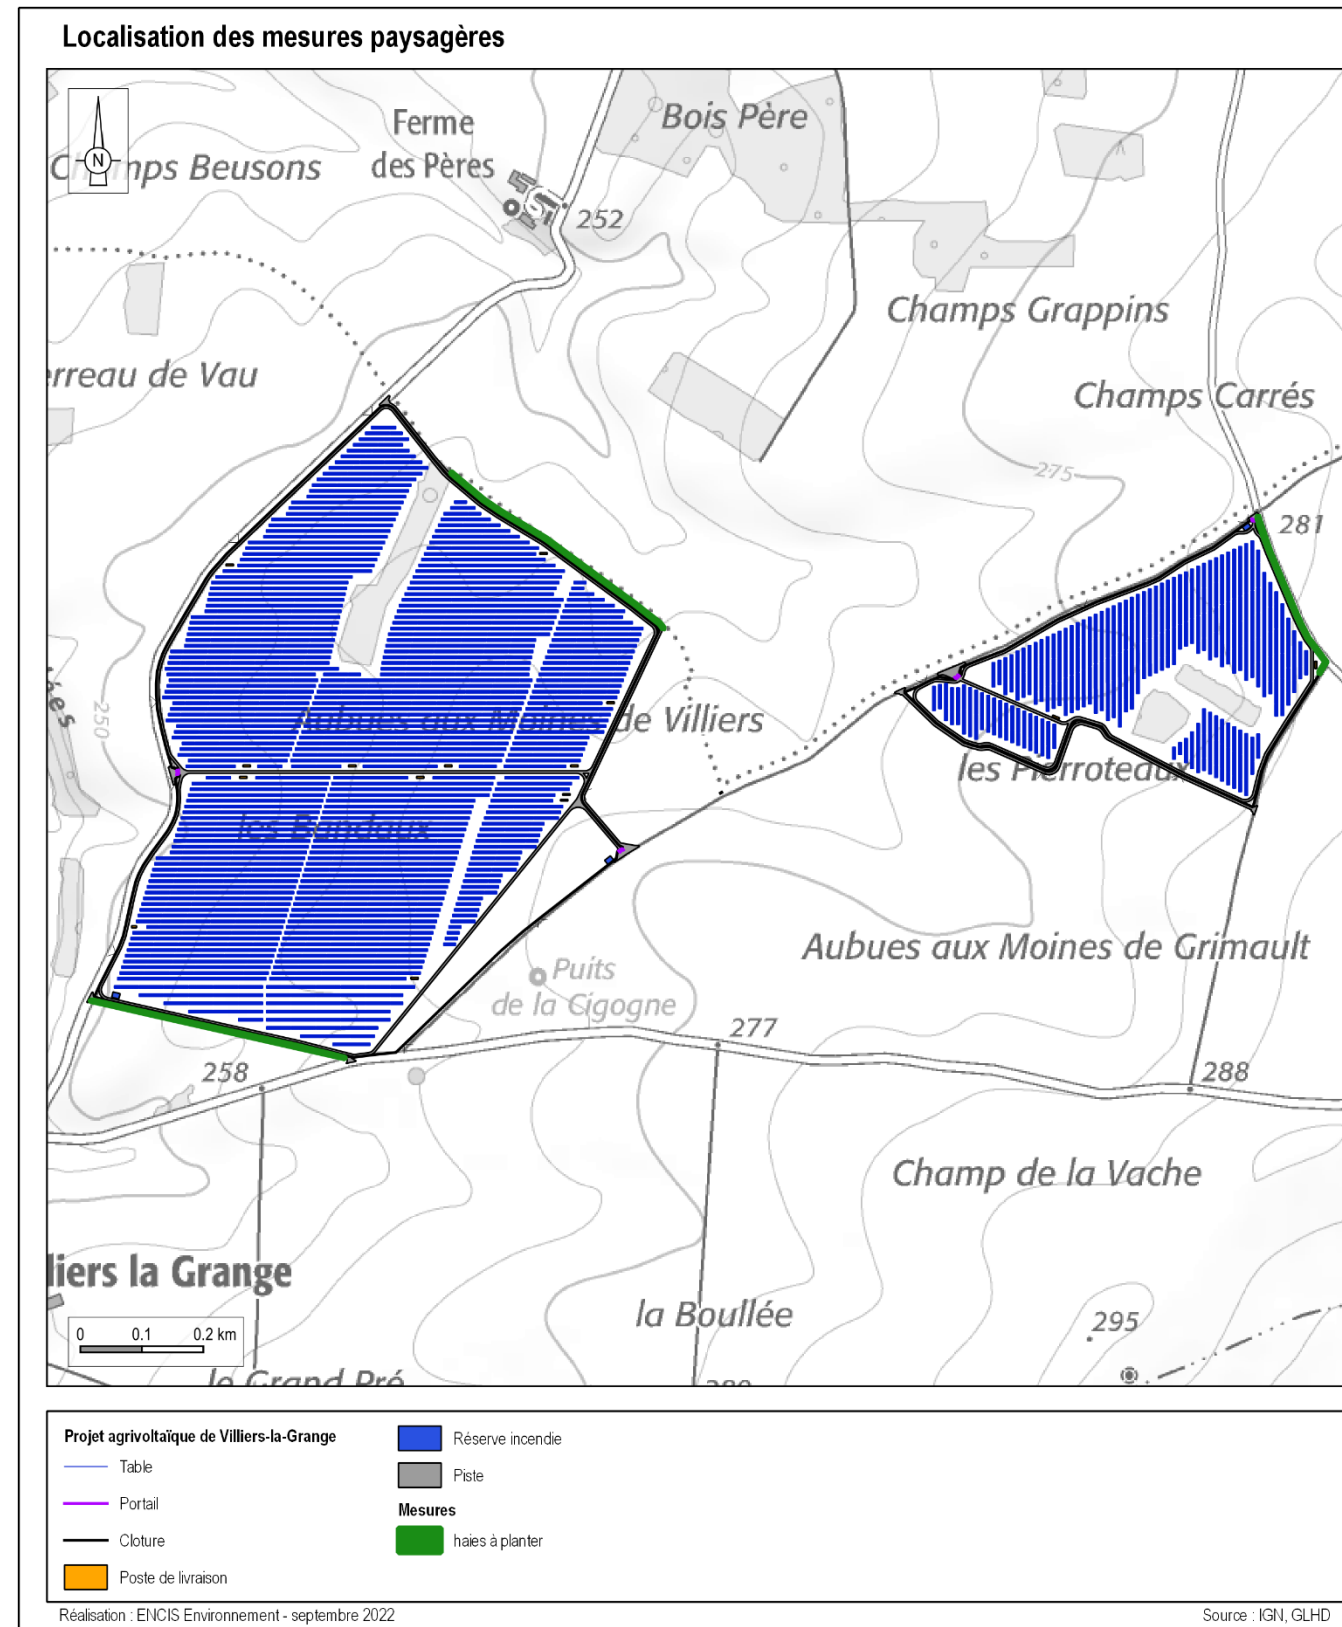 Localisation des mesures paysagères
N
Ferme
des Pères
Bois Père
Champs Beusons
252
Champs Grappins
erreau de Vau
Champs Carrés
275
281
250
Aubues aux Moines de Villiers
les Pierroteaux
les Bandaux
Aubues aux Moines de Grimault
Puits
de la Cigogne
277
258
288
Champ de la Vache
liers la Grange
la Boullée
295
0 0.1 0.2 km
le Grand Pré
280
Projet agrivoltaïque de Villiers-la-Grange
Table
Portail
Cloture
Poste de livraison
Réserve incendie
Piste
Mesures
haies à planter
Réalisation : ENCIS Environnement - septembre 2022
Source : IGN, GLHD